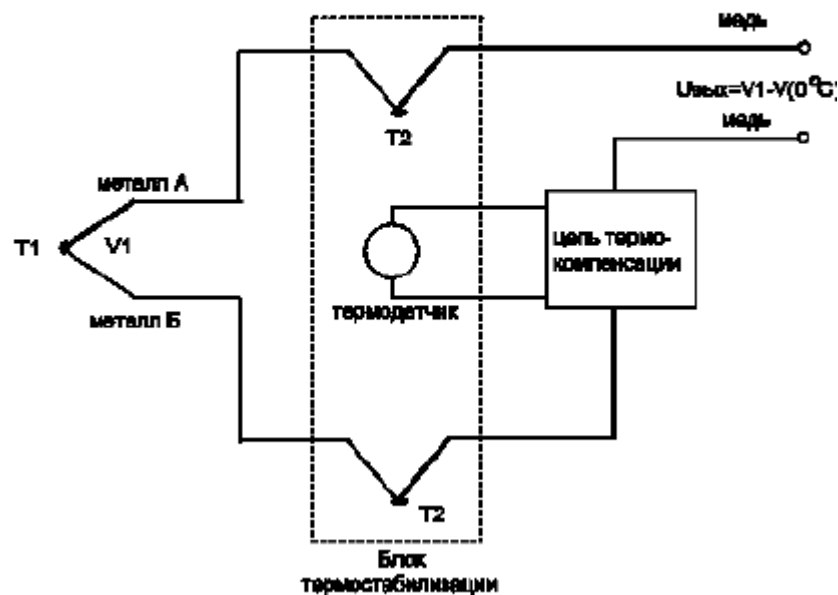 медь
Uвых=V1-V(0°C)
медь
T2
металл А
T1
V1
цепь термо-
компенсации
термодатчик
металл Б
T2
Блок
термостабилизации